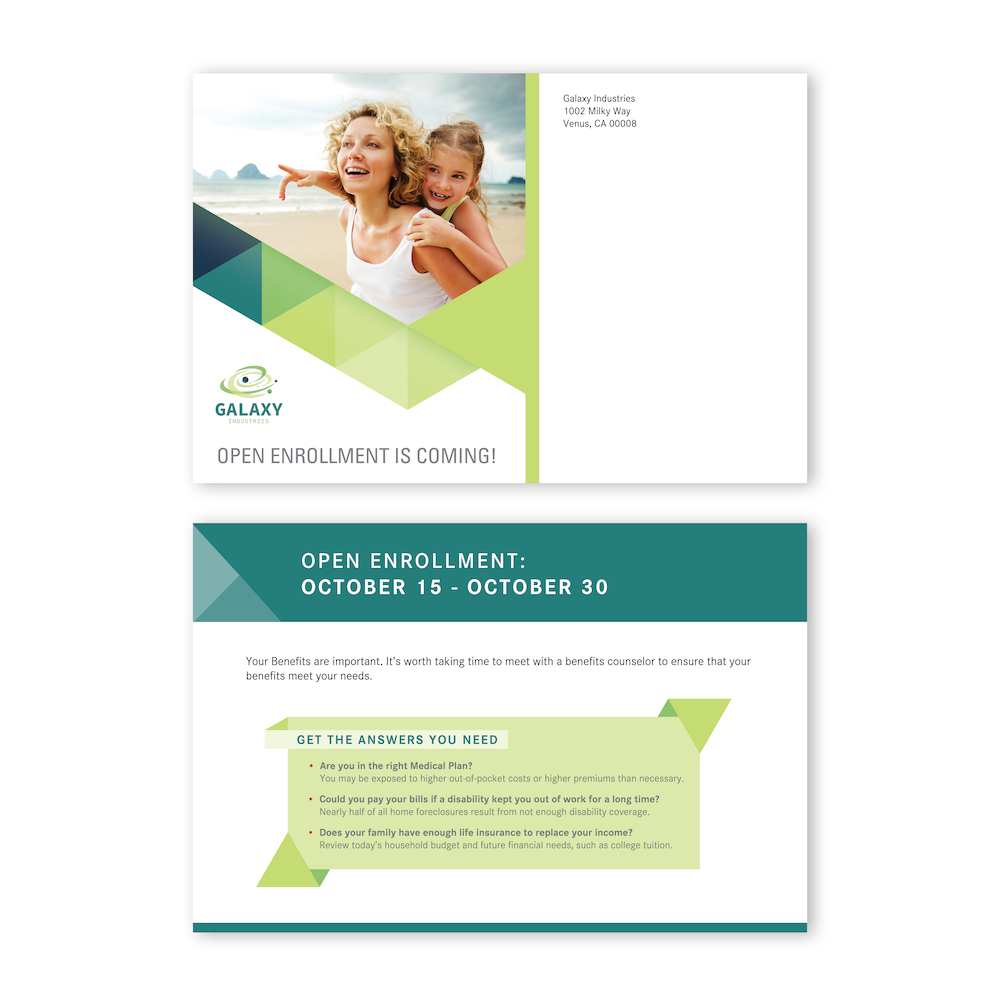 Galaxy Industries
1002 Milky Way
Venus, CA 00008
GALAXY
INDUSTRIES
OPEN ENROLLMENT IS COMING!
OPEN ENROLLMENT:
OCTOBER 15 - OCTOBER 30
Your Benefits are important. It's worth taking time to meet with a benefits counselor to ensure that your
benefits meet your needs.
GET THE ANSWERS YOU NEED
• Are you in the right Medical Plan?
You may be exposed to higher out-of-pocket costs or higher premiums than necessary.
• Could you pay your bills if a disability kept you out of work for a long time?
Nearly half of all home foreclosures result from not enough disability coverage.
• Does your family have enough life insurance to replace your income?
Review today's household budget and future financial needs, such as college tuition.